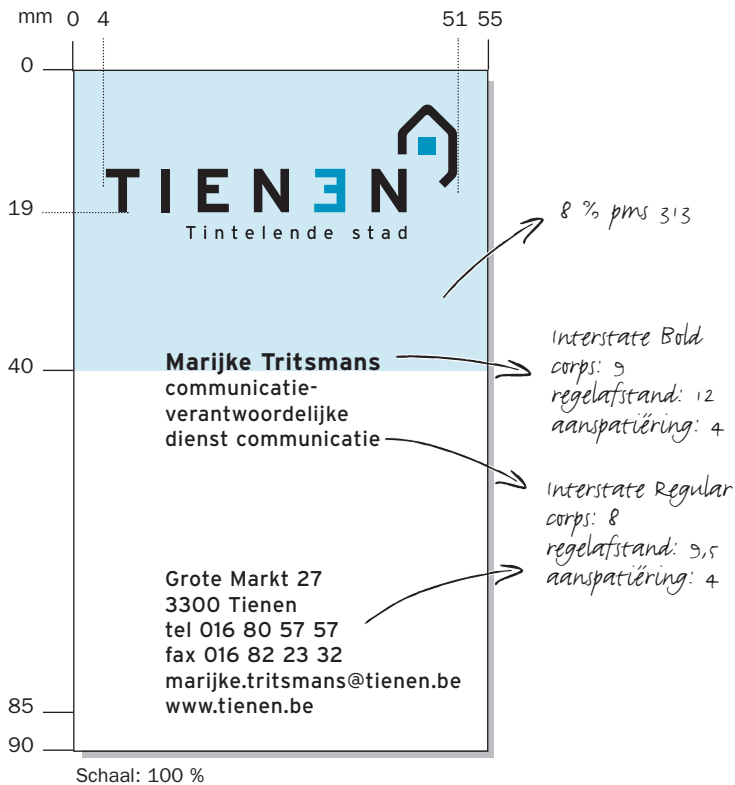 mm 0 4 51 55
0
TIENEN
19
Tintelende stad
8 % pms 313
40
Marijke Tritsmans
communicatie-
verantwoordelijke
dienst communicatie
Interstate Bold
corps: 9
regelafstand: 12
aanspatiëring: 4
Interstate Regular
corps: 8
regelafstand: 9,5
aanspatiëring: 4
Grote Markt 27
3300 Tienen
tel 016 80 57 57
fax 016 82 23 32
marijke.tritsmans@tienen.be
www.tienen.be
85
90
Schaal: 100 %